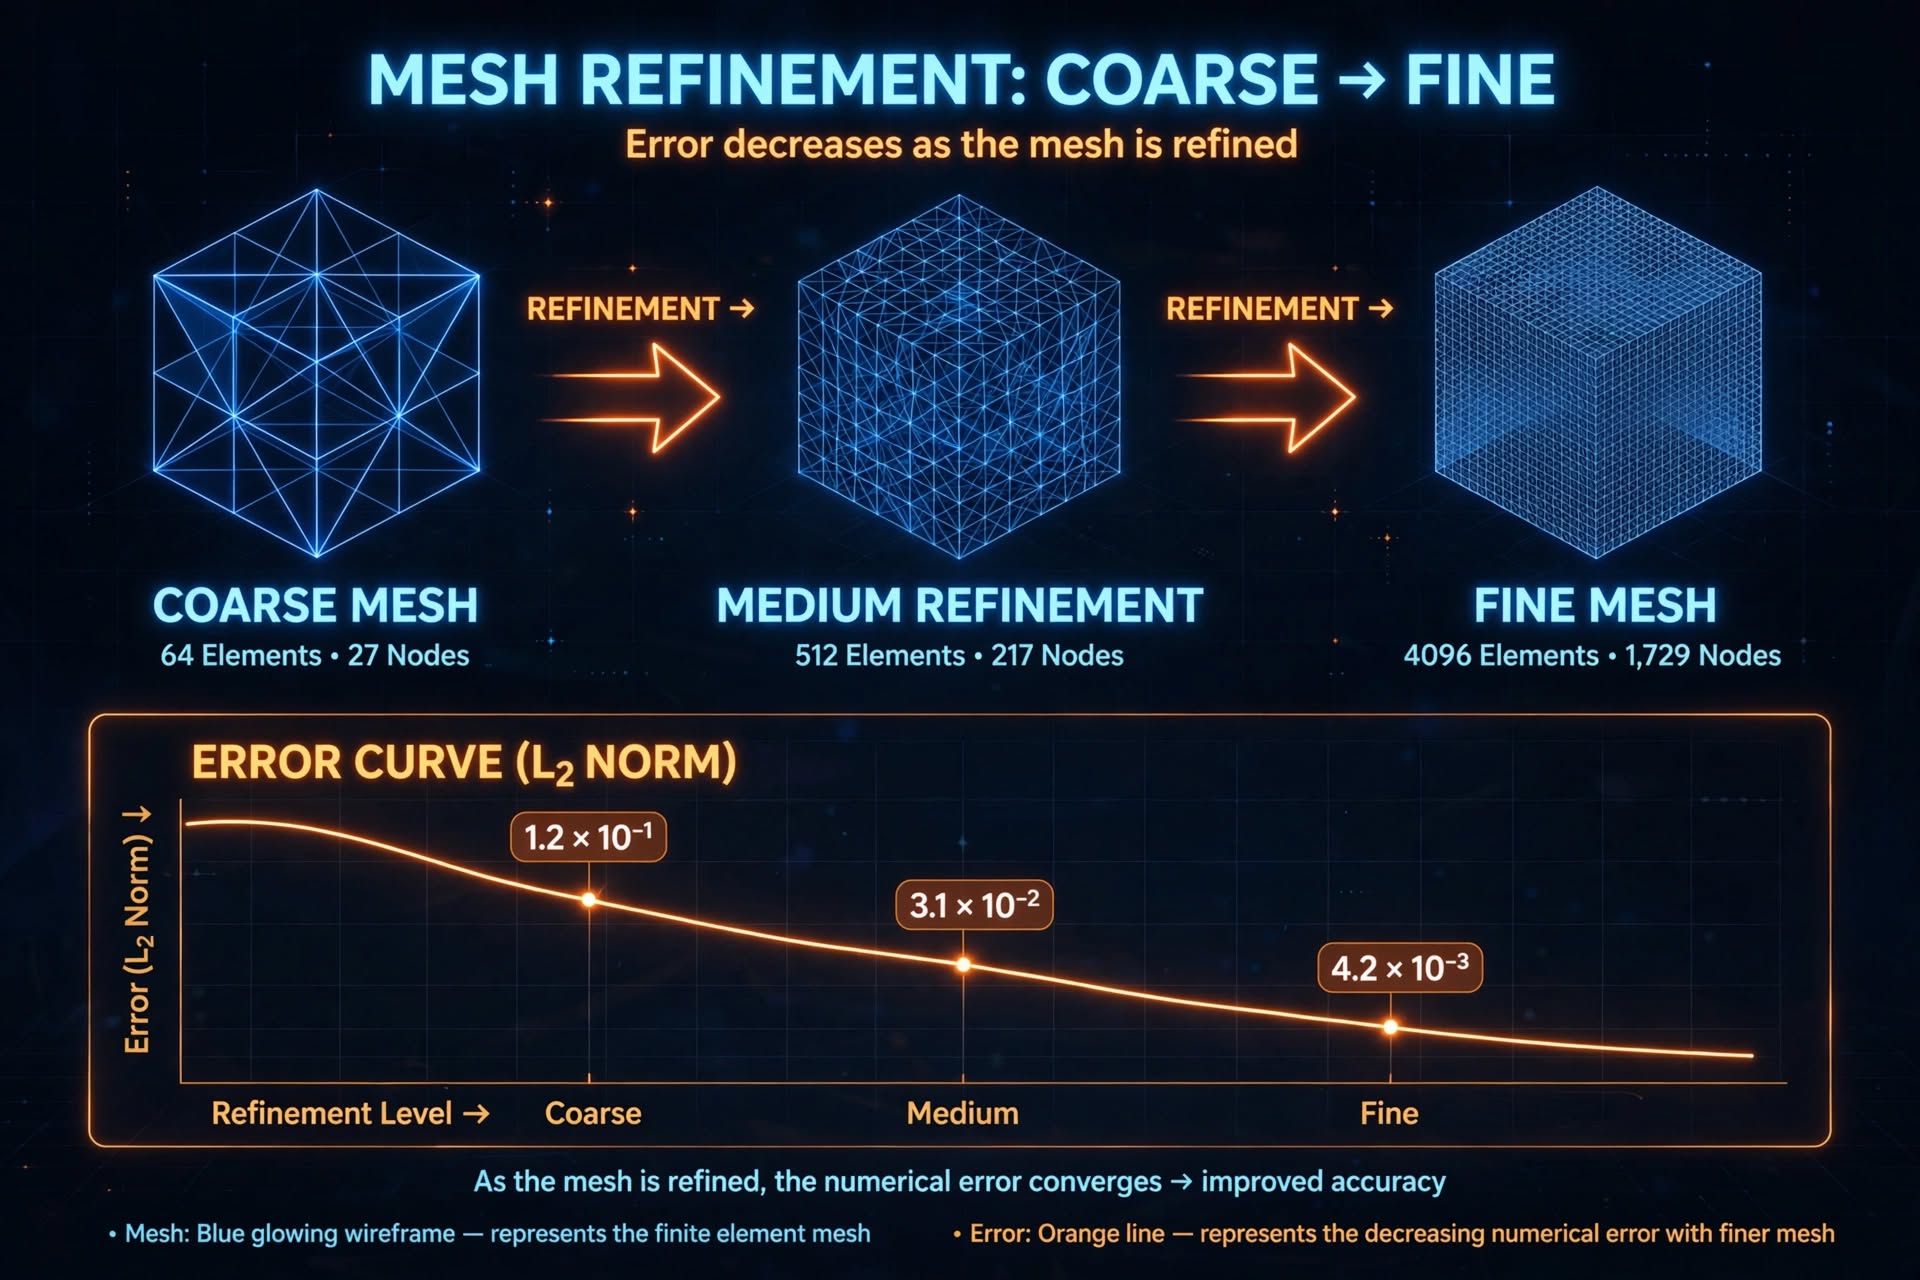 MESH REFINEMENT: COARSE → FINE
Error decreases as the mesh is refined
REFINEMENT →
REFINEMENT →
COARSE MESH
64 Elements • 27 Nodes
MEDIUM REFINEMENT
512 Elements • 217 Nodes
FINE MESH
4096 Elements • 1,729 Nodes
ERROR CURVE (L₂ NORM)
Error (L₂ Norm) ↓
1.2 × 10⁻¹
3.1 × 10⁻²
4.2 × 10⁻³
Refinement Level →
Coarse
Medium
Fine
As the mesh is refined, the numerical error converges → improved accuracy
• Mesh: Blue glowing wireframe — represents the finite element mesh
• Error: Orange line — represents the decreasing numerical error with finer mesh